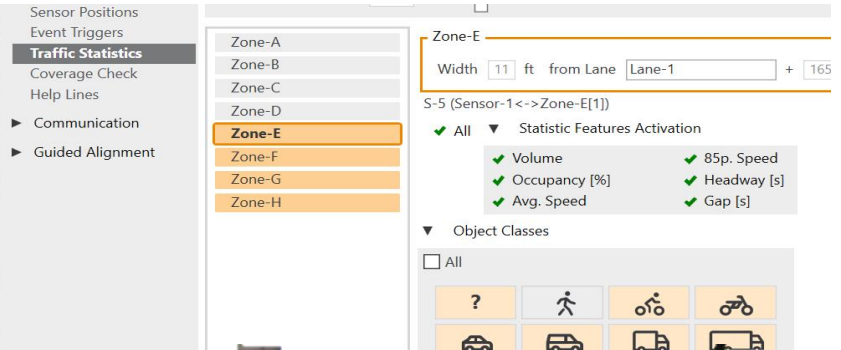 Sensor Positions
Event Triggers
Traffic Statistics
Coverage Check
Help Lines
Communication
Guided Alignment
Zone-A
Zone-B
Zone-C
Zone-D
Zone-E
Zone-F
Zone-G
Zone-H
Zone-E
Width 11 ft from Lane Lane-1 + 165
S-5 (Sensor-1<->Zone-E[1])
All Statistic Features Activation
Volume 85p. Speed
Occupancy [%] Headway [s]
Avg. Speed Gap [s]
Object Classes
All
?